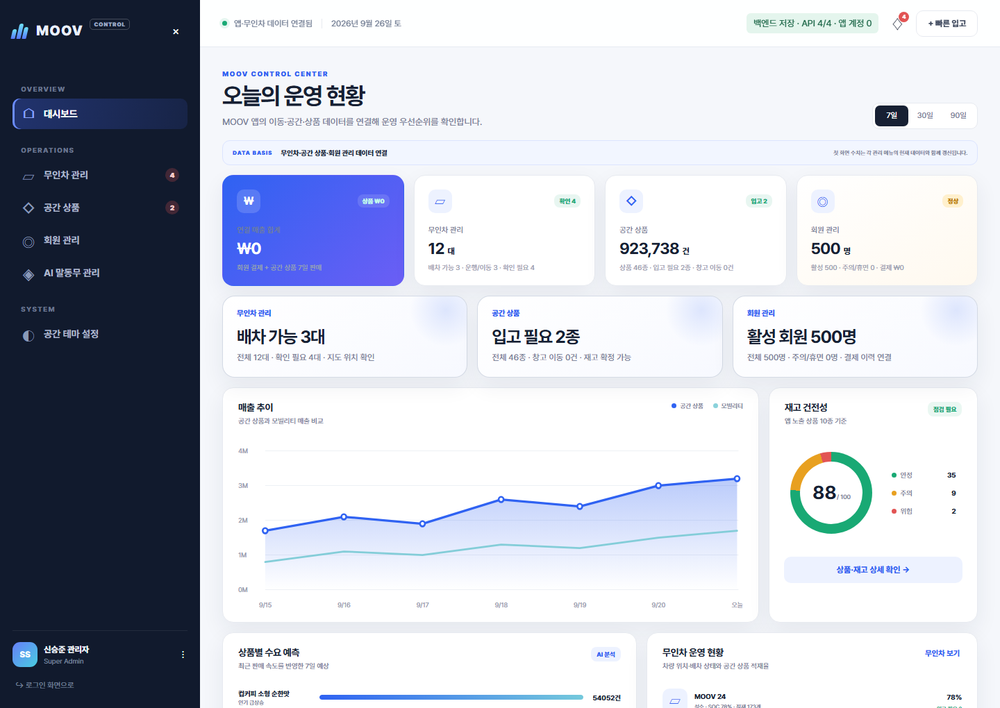 MOOV CONTROL
×
OVERVIEW
대시보드
OPERATIONS
무인차 관리 4
공간 상품 2
회원 관리
AI 말동무 관리
SYSTEM
공간 테마 설정
SS 신승준 관리자
Super Admin
로그인 화면으로
앱·무인차 데이터 연결됨 2026년 9월 26일 토
백엔드 저장 · API 4/4 · 앱 계정 0
4
+ 빠른 입고
MOOV CONTROL CENTER
오늘의 운영 현황
MOOV 앱의 이동·공간·상품 데이터를 연결해 운영 우선순위를 확인합니다.
7일 30일 90일
DATA BASIS 무인차·공간 상품·회원 관리 데이터 연결
첫 화면 수치는 각 관리 메뉴의 현재 데이터와 함께 갱신됩니다.
₩ 상품 ₩0
연결 매출 집계
₩0
회원 결제 + 공간 상품 7일 판매
확인 4
무인차 관리
12 대
배차 가능 3 · 운행/이동 3 · 확인 필요 4
입고 2
공간 상품
923,738 건
상품 46종 · 입고 필요 2종 · 창고 이동 0건
정상
회원 관리
500 명
활성 500 · 주의/휴면 0 · 결제 ₩0
무인차 관리
배차 가능 3대
전체 12대 · 확인 필요 4대 · 지도 위치 확인
공간 상품
입고 필요 2종
전체 46종 · 창고 이동 0건 · 재고 확정 가능
회원 관리
활성 회원 500명
전체 500명 · 주의/휴면 0명 · 결제 이력 연결
매출 추이
공간 상품과 모빌리티 매출 비교
공간 상품 모빌리티
4M
3M
2M
1M
0M
9/15 9/16 9/17 9/18 9/19 9/20 오늘
재고 건전성
앱 노출 상품 10종 기준
점검 필요
88 / 100
안정 35
주의 9
위험 2
상품·재고 상세 확인 →
상품별 수요 예측
최근 판매 속도를 반영한 7일 예상
AI 분석
컵커피 소형 순한맛
인기 급상승
54052건
무인차 운영 현황
차량 위치·배차 상태와 공간 상품 적재율
무인차 보기
MOOV 24
78%